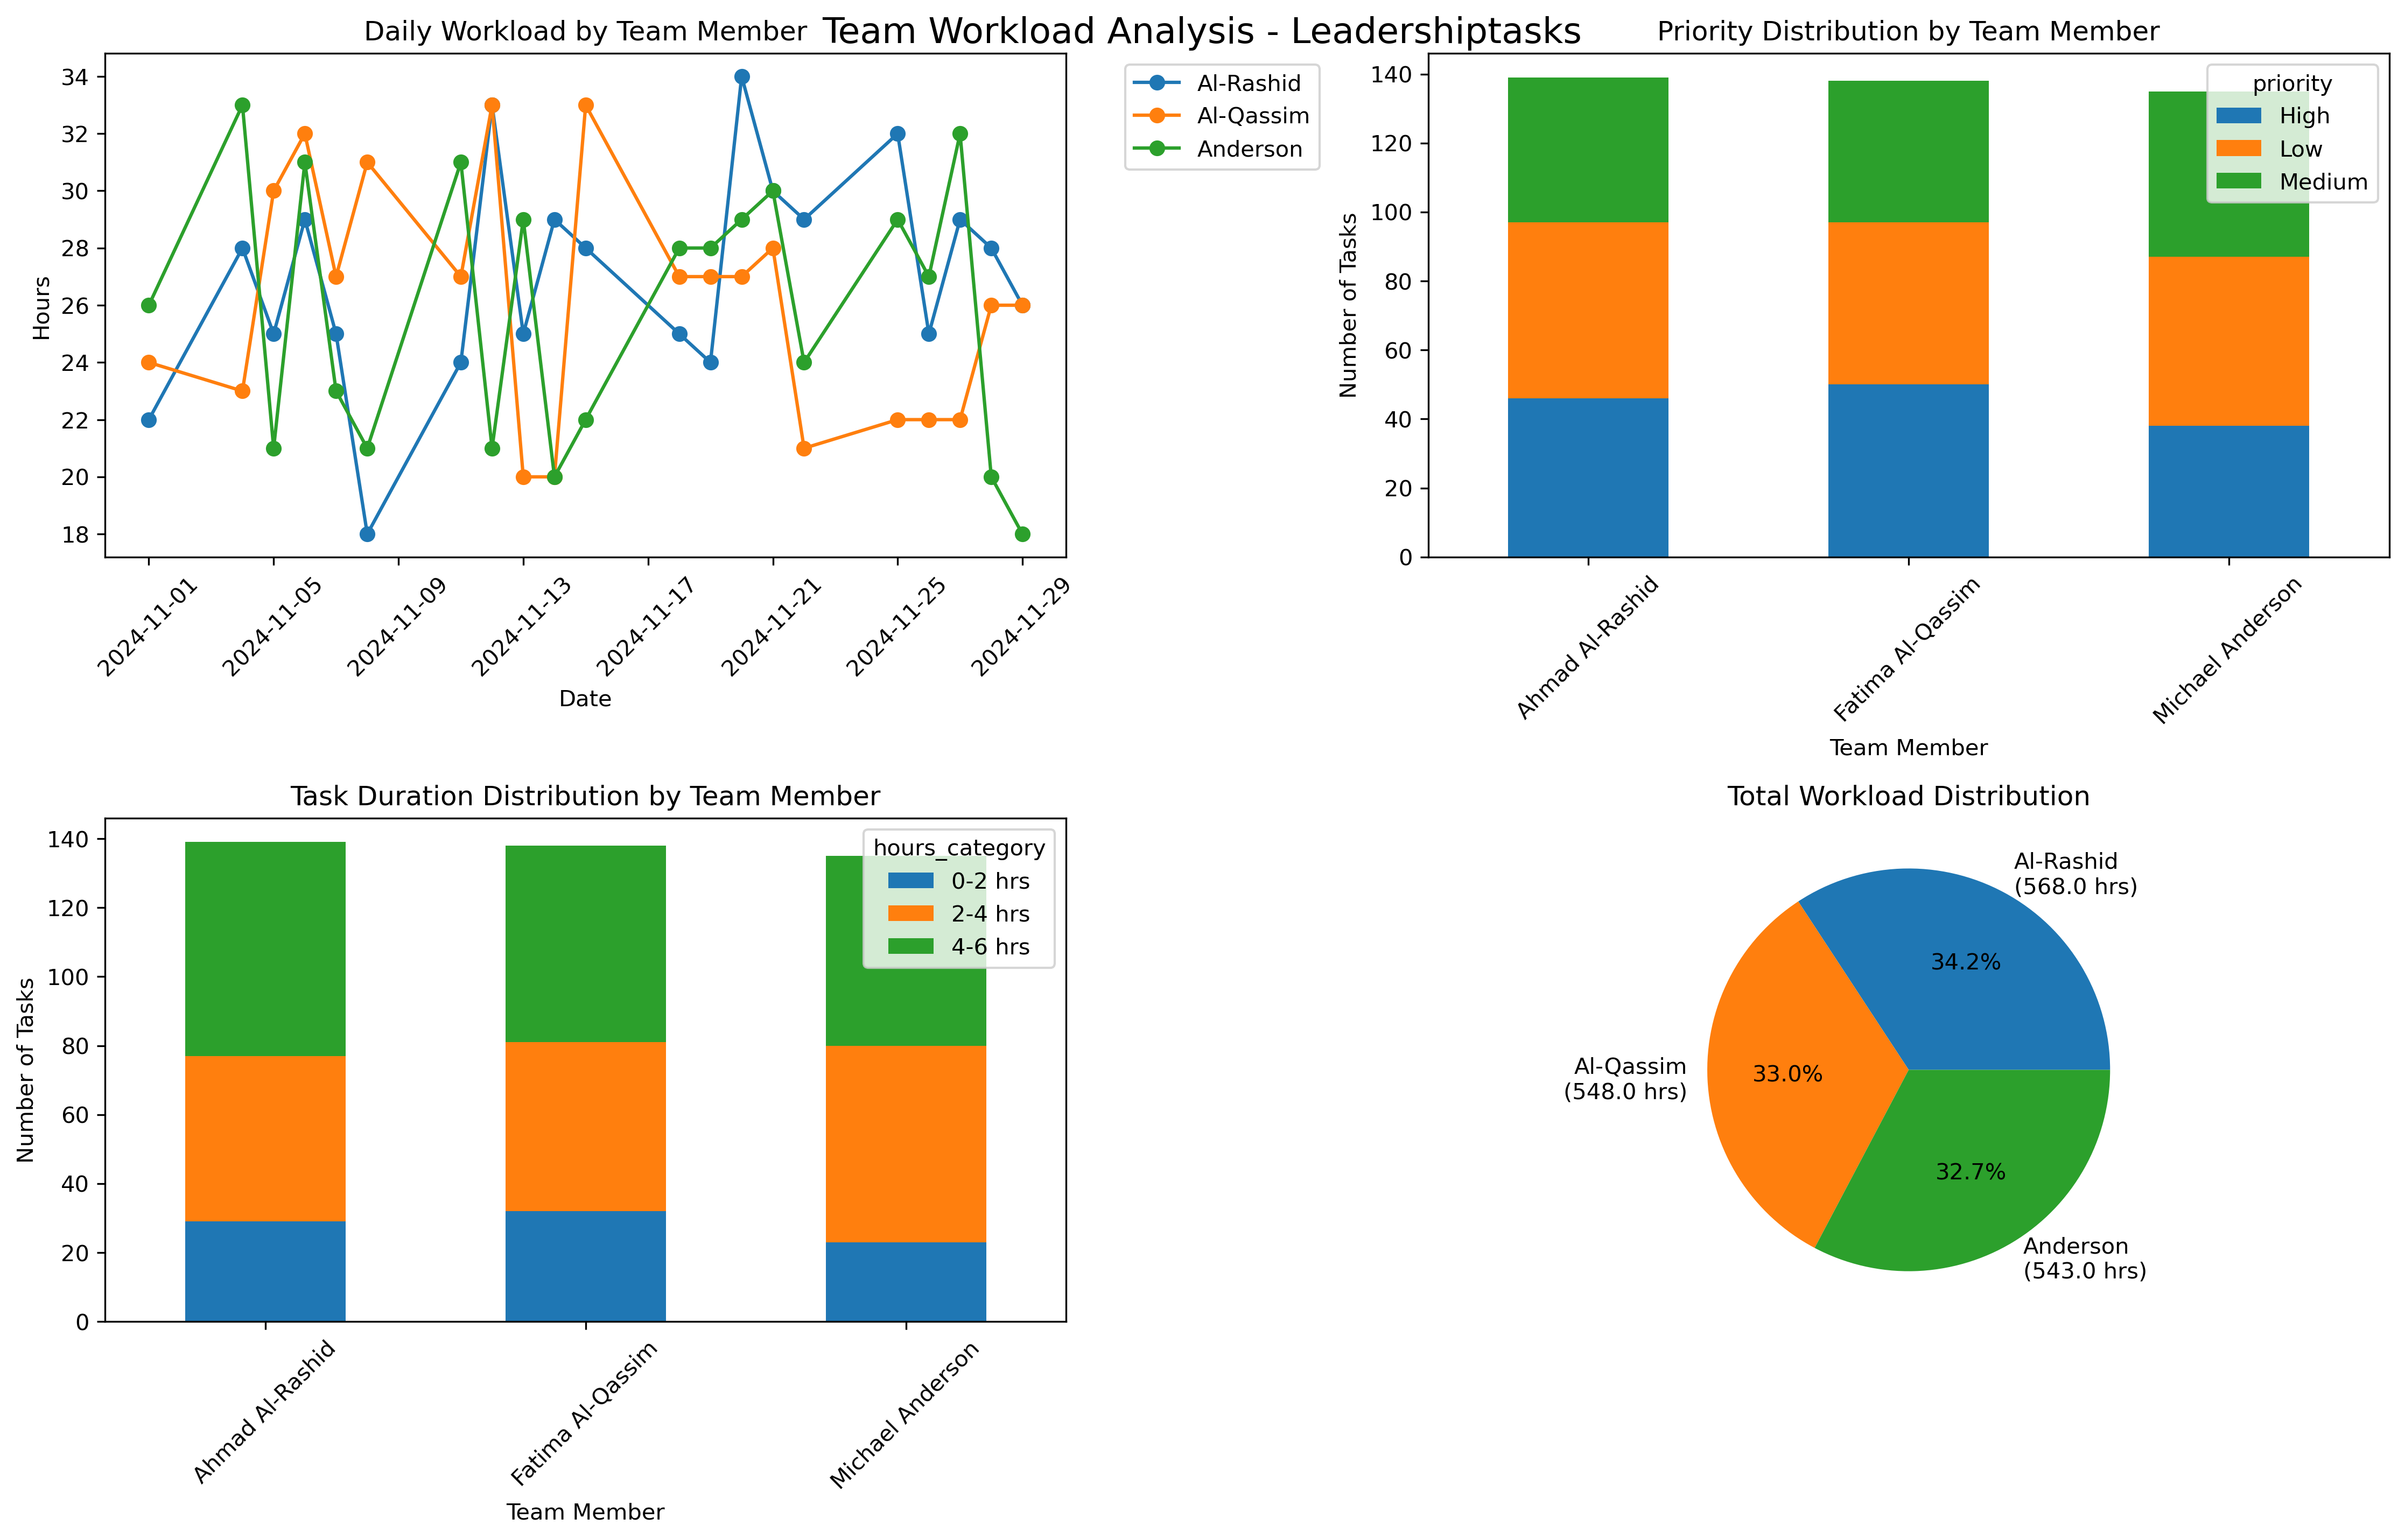 Team Workload Analysis - Leadershiptasks
Daily Workload by Team Member
Hours
34
32
30
28
26
24
22
20
18
2024-11-01
2024-11-05
2024-11-09
2024-11-13
2024-11-17
2024-11-21
2024-11-25
2024-11-29
Date
Al-Rashid
Al-Qassim
Anderson
Priority Distribution by Team Member
Number of Tasks
140
120
100
80
60
40
20
0
priority
High
Low
Medium
Ahmad Al-Rashid
Fatima Al-Qassim
Michael Anderson
Team Member
Task Duration Distribution by Team Member
Number of Tasks
140
120
100
80
60
40
20
0
hours_category
0-2 hrs
2-4 hrs
4-6 hrs
Ahmad Al-Rashid
Fatima Al-Qassim
Michael Anderson
Team Member
Total Workload Distribution
Al-Rashid
(568.0 hrs)
34.2%
Al-Qassim
(548.0 hrs)
33.0%
32.7%
Anderson
(543.0 hrs)